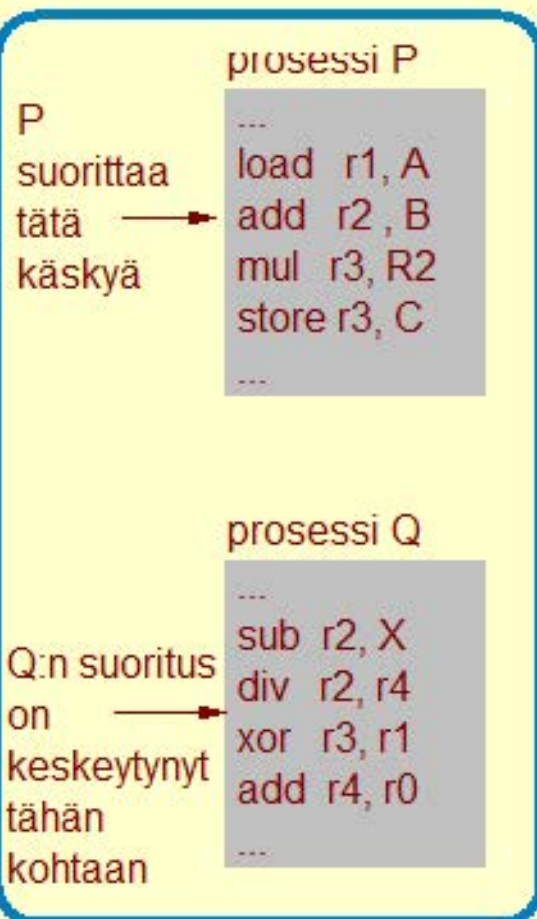 prosessi P
P
suorittaa
tätä
käskyä
...
load r1, A
add r2 , B
mul r3, R2
store r3, C
...
prosessi Q
Q:n suoritus
on
keskeytynyt
tähän
kohtaan
...
sub r2, X
div r2, r4
xor r3, r1
add r4, r0
...